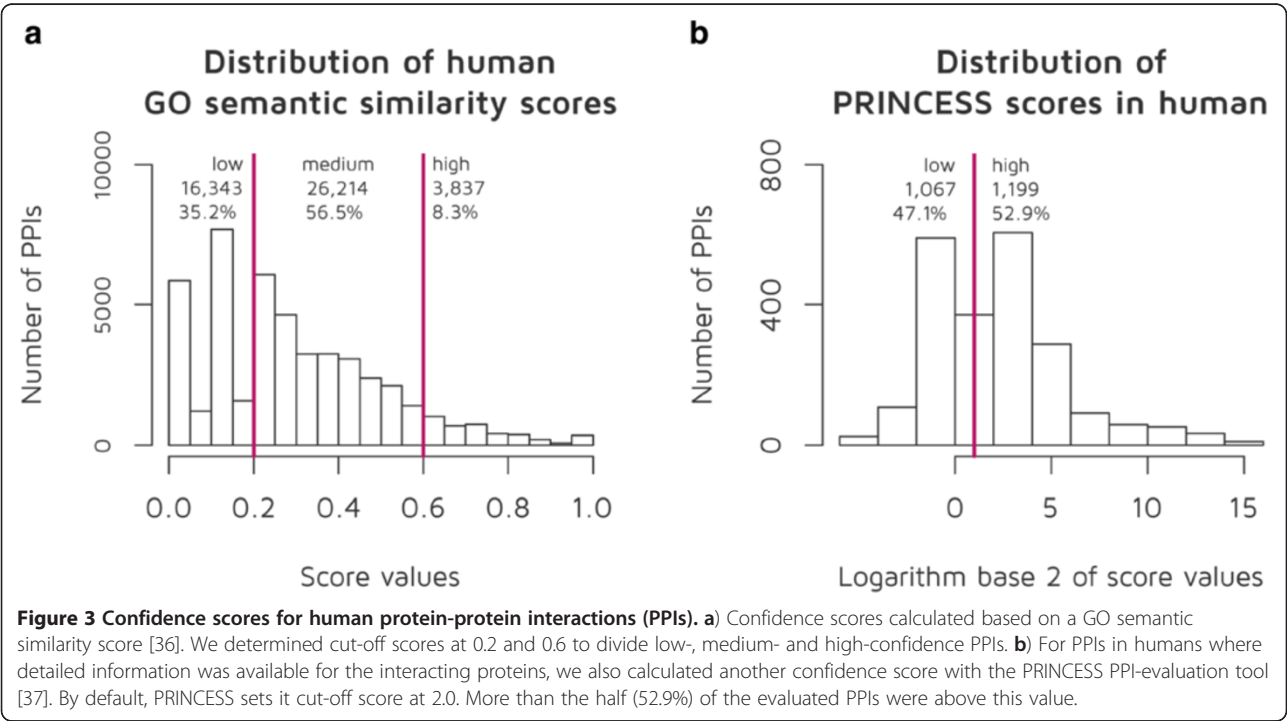 a
Distribution of human
GO semantic similarity scores
Number of PPIs
10000
5000
0
low
16,343
35.2%
medium
26,214
56.5%
high
3,837
8.3%
0.0 0.2 0.4 0.6 0.8 1.0
Score values
b
Distribution of
PRINCESS scores in human
Number of PPIs
800
400
0
low
1,067
47.1%
high
1,199
52.9%
0 5 10 15
Logarithm base 2 of score values
Figure 3 Confidence scores for human protein-protein interactions (PPIs). a) Confidence scores calculated based on a GO semantic
similarity score [36]. We determined cut-off scores at 0.2 and 0.6 to divide low-, medium- and high-confidence PPIs. b) For PPIs in humans where
detailed information was available for the interacting proteins, we also calculated another confidence score with the PRINCESS PPI-evaluation tool
[37]. By default, PRINCESS sets it cut-off score at 2.0. More than the half (52.9%) of the evaluated PPIs were above this value.